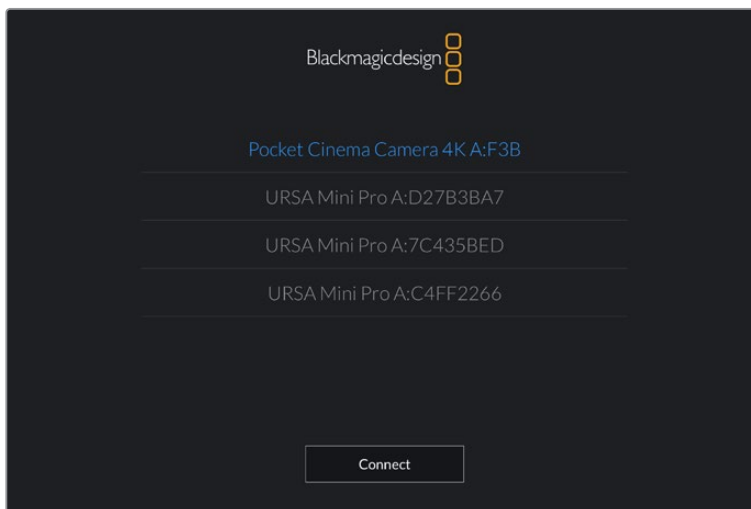 Blackmagicdesign
Pocket Cinema Camera 4K A:F3B
URSA Mini Pro A:D27B3BA7
URSA Mini Pro A:7C435BED
URSA Mini Pro A:C4FF2266
Connect